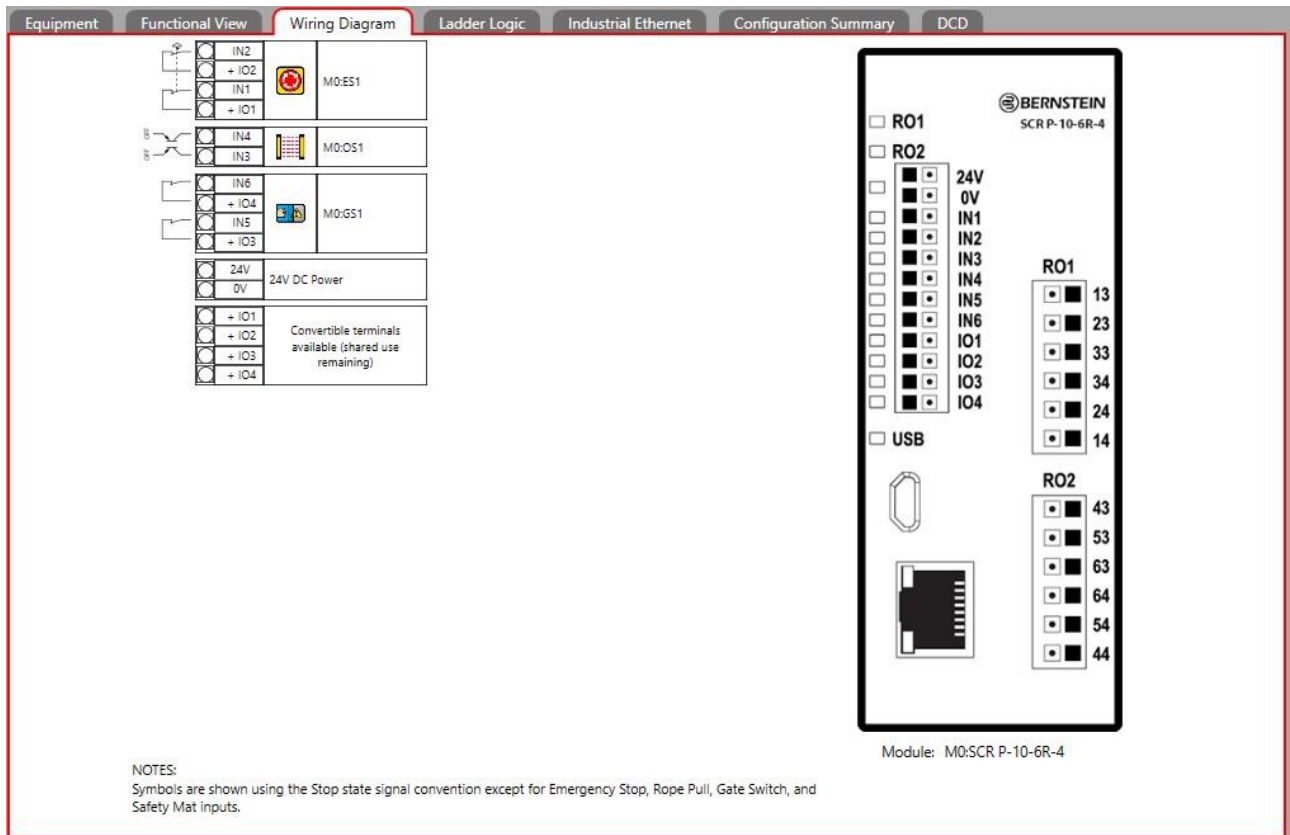 Equipment Functional View Wiring Diagram Ladder Logic Industrial Ethernet Configuration Summary DCD
IN2
+ IO2
IN1
+ IO1
M0:ES1
IN4
IN3
M0:OS1
IN6
+ IO4
IN5
+ IO3
M0:GS1
24V
0V
24V DC Power
+ IO1
+ IO2
+ IO3
+ IO4
Convertible terminals
available (shared use
remaining)
BERNSTEIN
SCR P-10-6R-4
RO1
RO2
24V
0V
IN1
IN2
IN3
IN4
IN5
IN6
IO1
IO2
IO3
IO4
USB
RO1
13
23
33
34
24
14
RO2
43
53
63
64
54
44
Module: M0:SCR P-10-6R-4
NOTES:
Symbols are shown using the Stop state signal convention except for Emergency Stop, Rope Pull, Gate Switch, and
Safety Mat inputs.